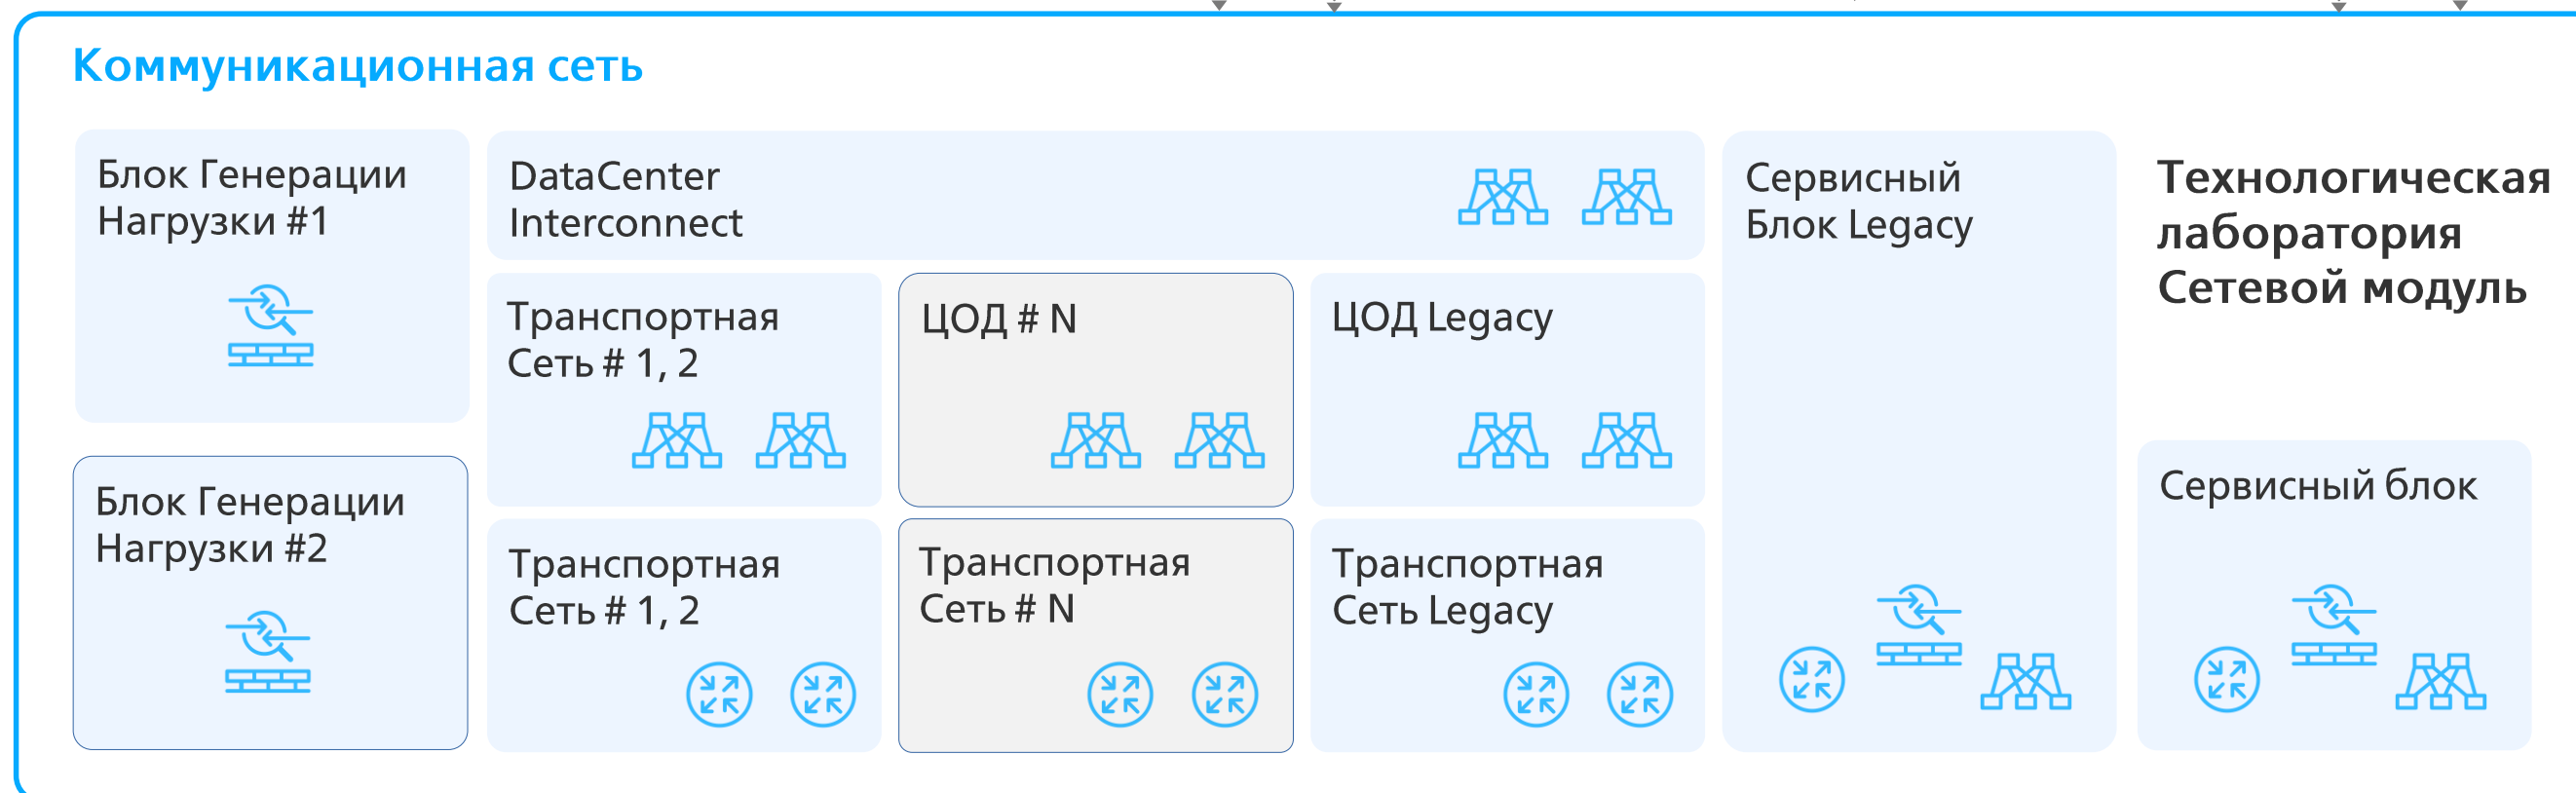 Коммуникационная сеть
Блок Генерации
Нагрузки #1
DataCenter
Interconnect
Сервисный
Блок Legacy
Технологическая
лаборатория
Сетевой модуль
Транспортная
Сеть # 1, 2
ЦОД # N
ЦОД Legacy
Блок Генерации
Нагрузки #2
Сервисный блок
Транспортная
Сеть # 1, 2
Транспортная
Сеть # N
Транспортная
Сеть Legacy